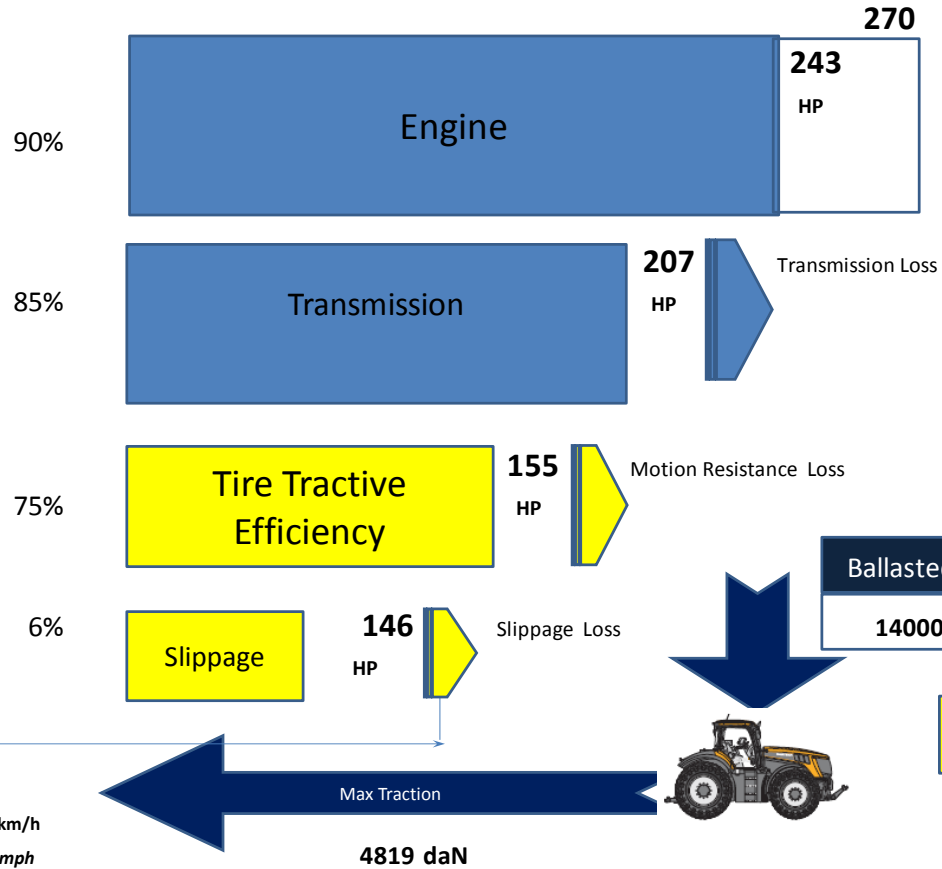 270
243
HP
90%
Engine
207
HP
Transmission Loss
85%
Transmission
155
HP
Motion Resistance Loss
75%
Tire Tractive
Efficiency
Ballasted
14000
6%
146
HP
Slippage Loss
Slippage
Max Traction
km/h
mph
4819 daN